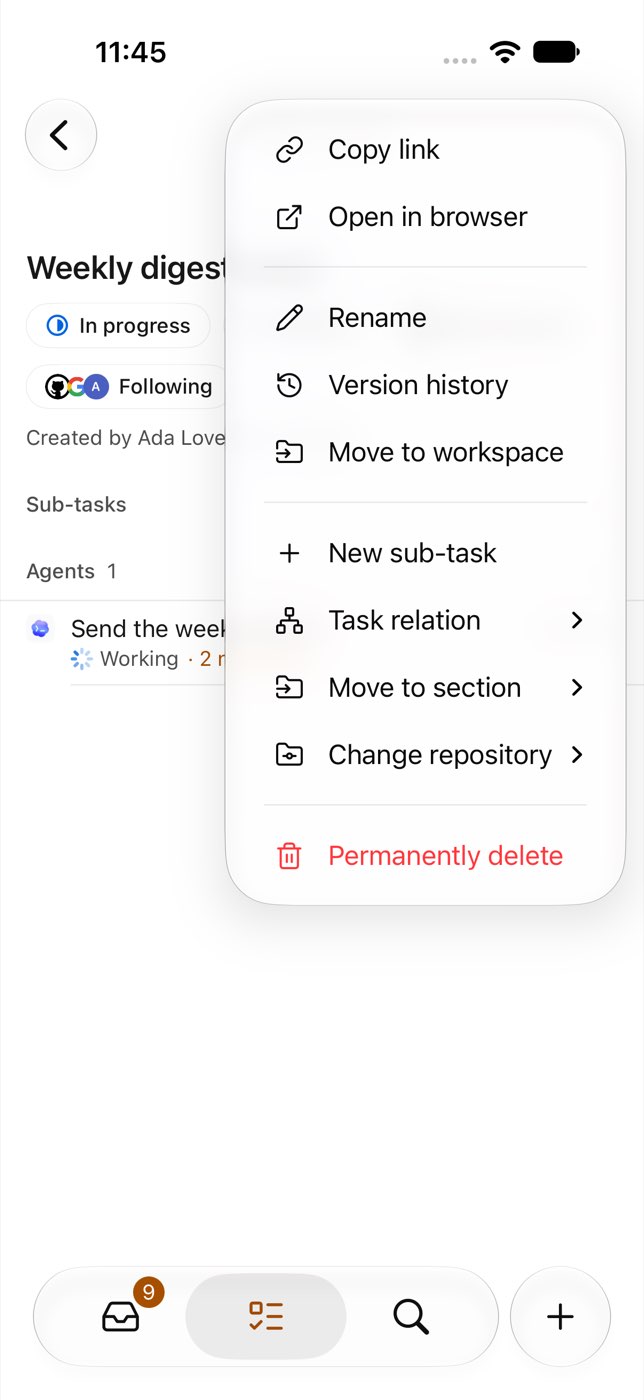 11:45
Copy link
Open in browser
Weekly digest
Rename
In progress
Version history
A Following
Created by Ada Love
Move to workspace
Sub-tasks
New sub-task
Agents 1
Task relation
Send the week
Working · 2
Move to section
Change repository
Permanently delete
9